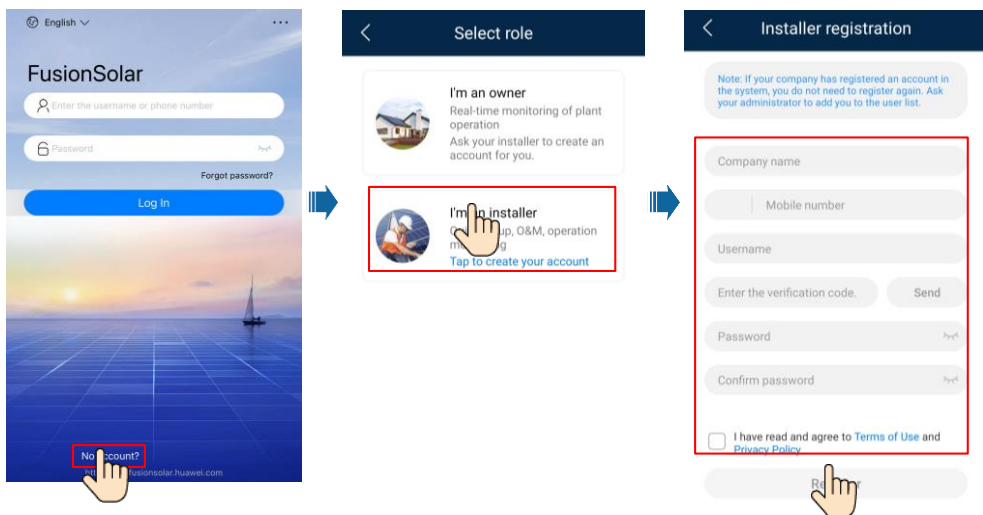 English
FusionSolar
Enter the username or phone number
Password
Forgot password?
Log In
No
fusionsolar.huawei.com
Select role
I'm an owner
Real-time monitoring of plant
operation
Ask your installer to create an
account for you.
installer
O&M, operation
Tap to create your account
Installer registration
Note: If your company has registered an account in
the system, you do not need to register again. Ask
your administrator to add you to the user list.
Company name
Mobile number
Username
Enter the verification code.
Send
Password
Confirm password
I have read and agree to Terms of Use and
Privacy Policy